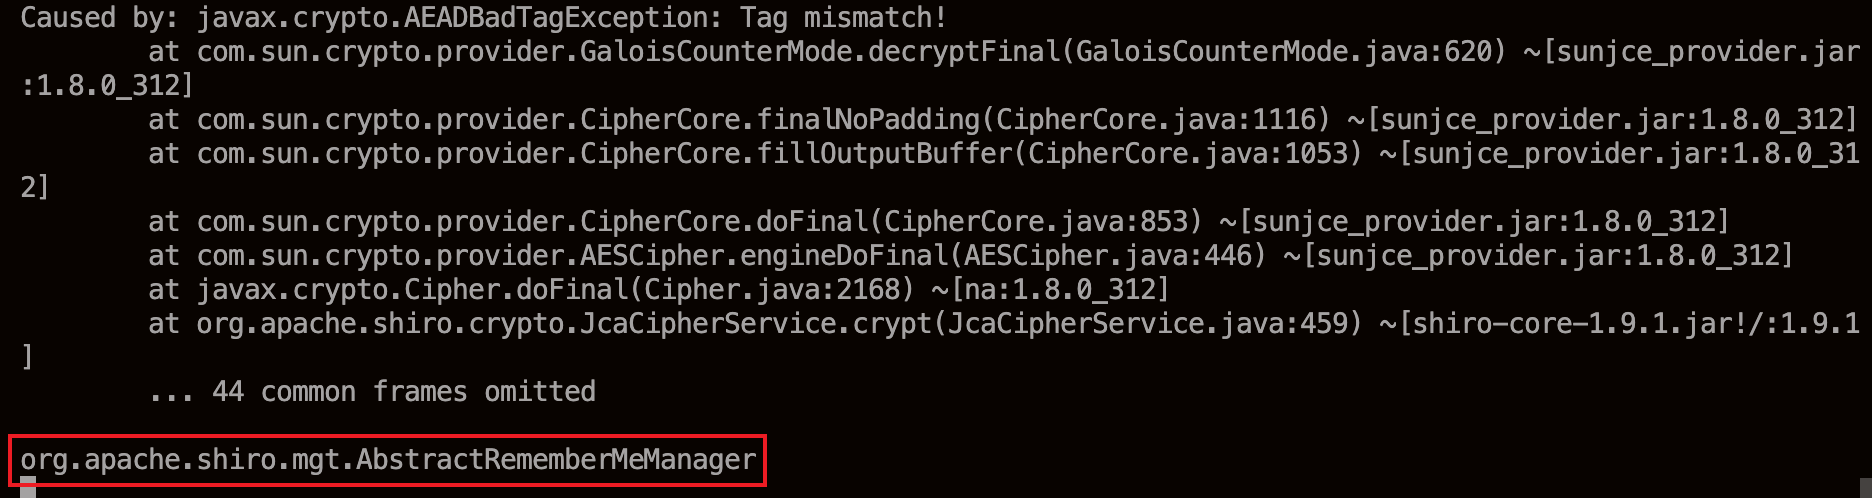 Caused by: javax.crypto.AEADBadTagException: Tag mismatch!
        at com.sun.crypto.provider.GaloisCounterMode.decryptFinal(GaloisCounterMode.java:620) ~[sunjce_provider.jar
:1.8.0_312]
        at com.sun.crypto.provider.CipherCore.finalNoPadding(CipherCore.java:1116) ~[sunjce_provider.jar:1.8.0_312]
        at com.sun.crypto.provider.CipherCore.fillOutputBuffer(CipherCore.java:1053) ~[sunjce_provider.jar:1.8.0_31
2]
        at com.sun.crypto.provider.CipherCore.doFinal(CipherCore.java:853) ~[sunjce_provider.jar:1.8.0_312]
        at com.sun.crypto.provider.AESCipher.engineDoFinal(AESCipher.java:446) ~[sunjce_provider.jar:1.8.0_312]
        at javax.crypto.Cipher.doFinal(Cipher.java:2168) ~[na:1.8.0_312]
        at org.apache.shiro.crypto.JcaCipherService.crypt(JcaCipherService.java:459) ~[shiro-core-1.9.1.jar!/:1.9.1
]
        ... 44 common frames omitted
org.apache.shiro.mgt.AbstractRememberMeManager